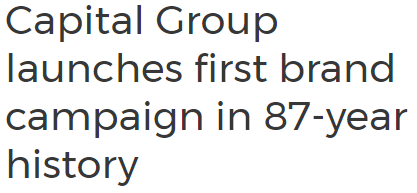 Capital Group
launches first brand
campaign in 87-year
history